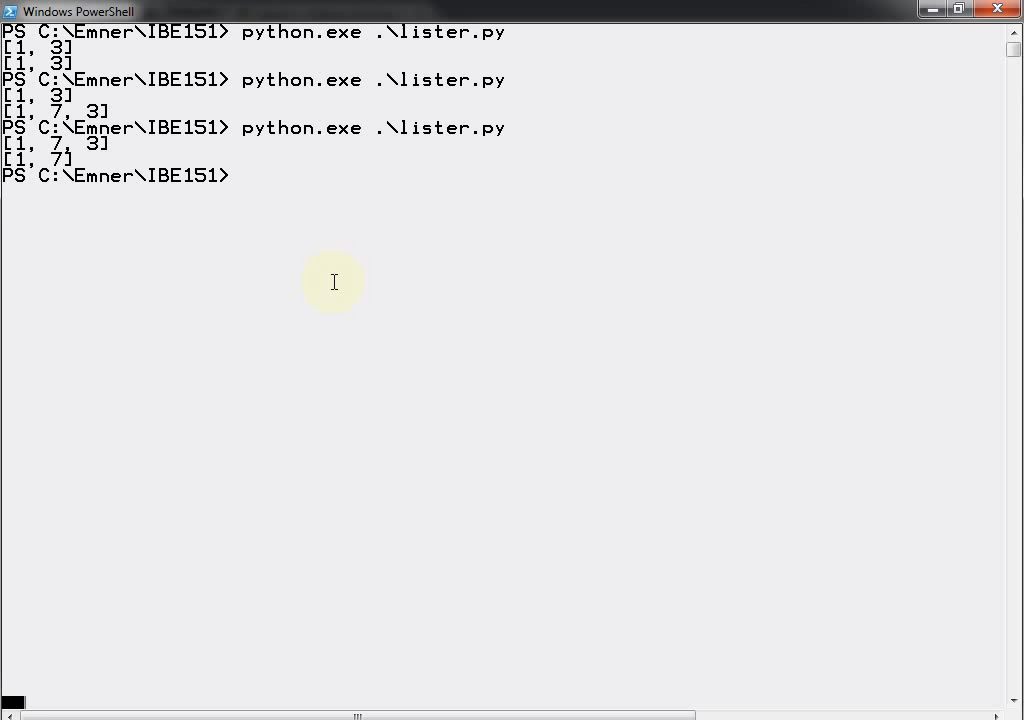 Windows PowerShell
PS C:\Emner\IBE151> python.exe .\lister.py
[1, 3]
[1, 3]
PS C:\Emner\IBE151> python.exe .\lister.py
[1, 3]
[1, 7, 3]
PS C:\Emner\IBE151> python.exe .\lister.py
[1, 7, 3]
[1, 7]
PS C:\Emner\IBE151>